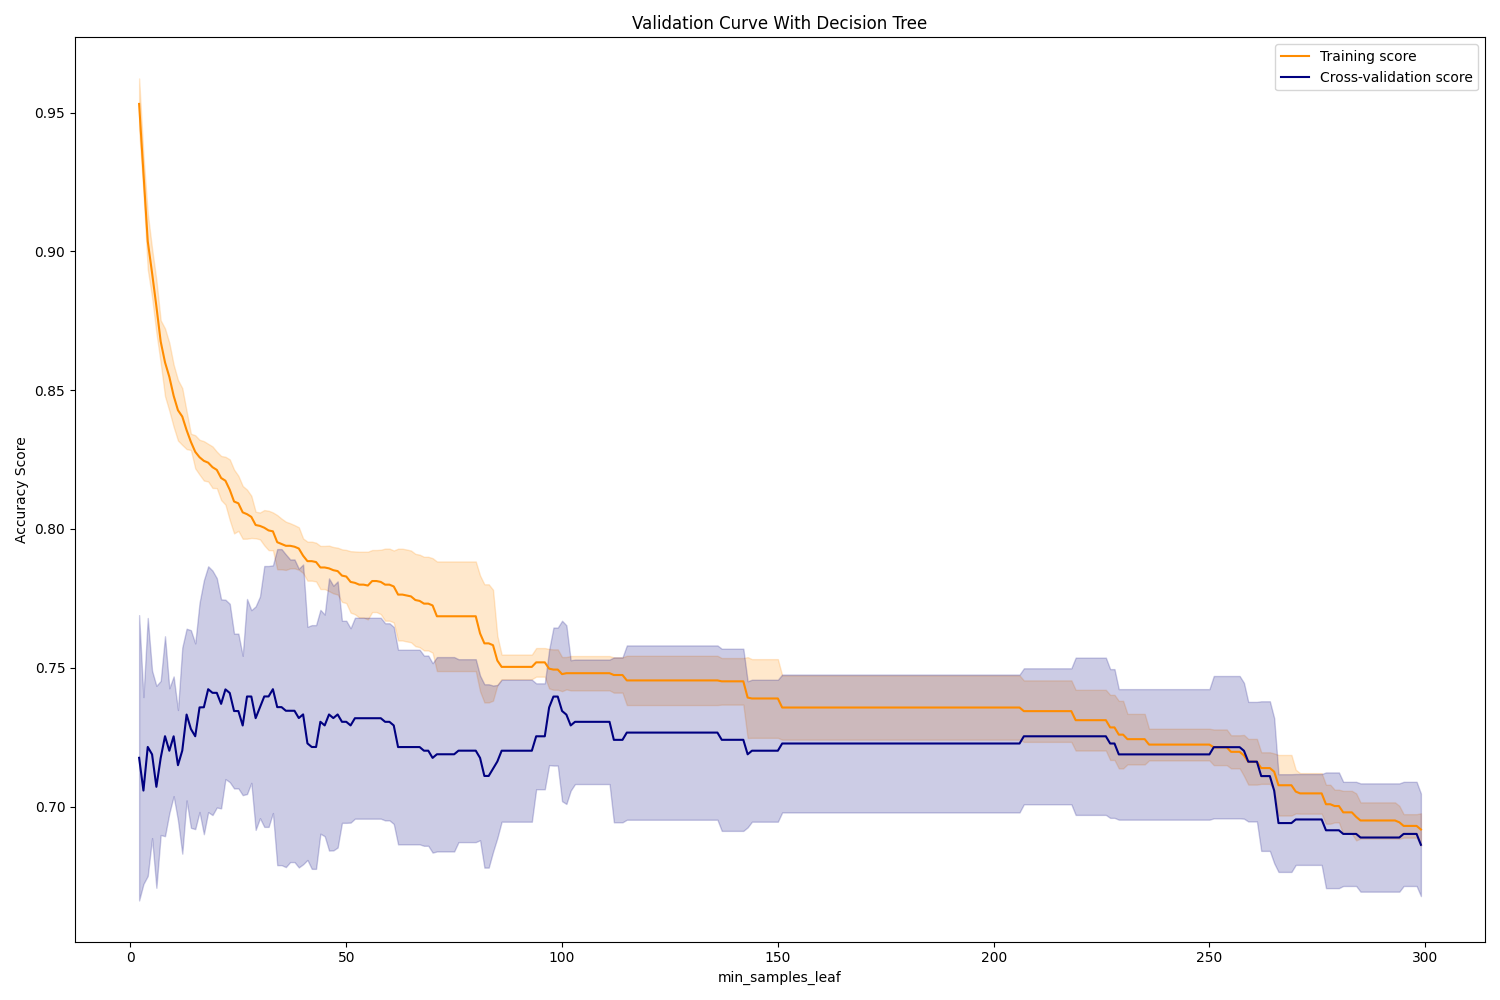 Validation Curve With Decision Tree
Training score
Cross-validation score
0.95
0.90
0.85
0.80
0.75
0.70
Accuracy Score
0 50 100 150 200 250 300
min_samples_leaf